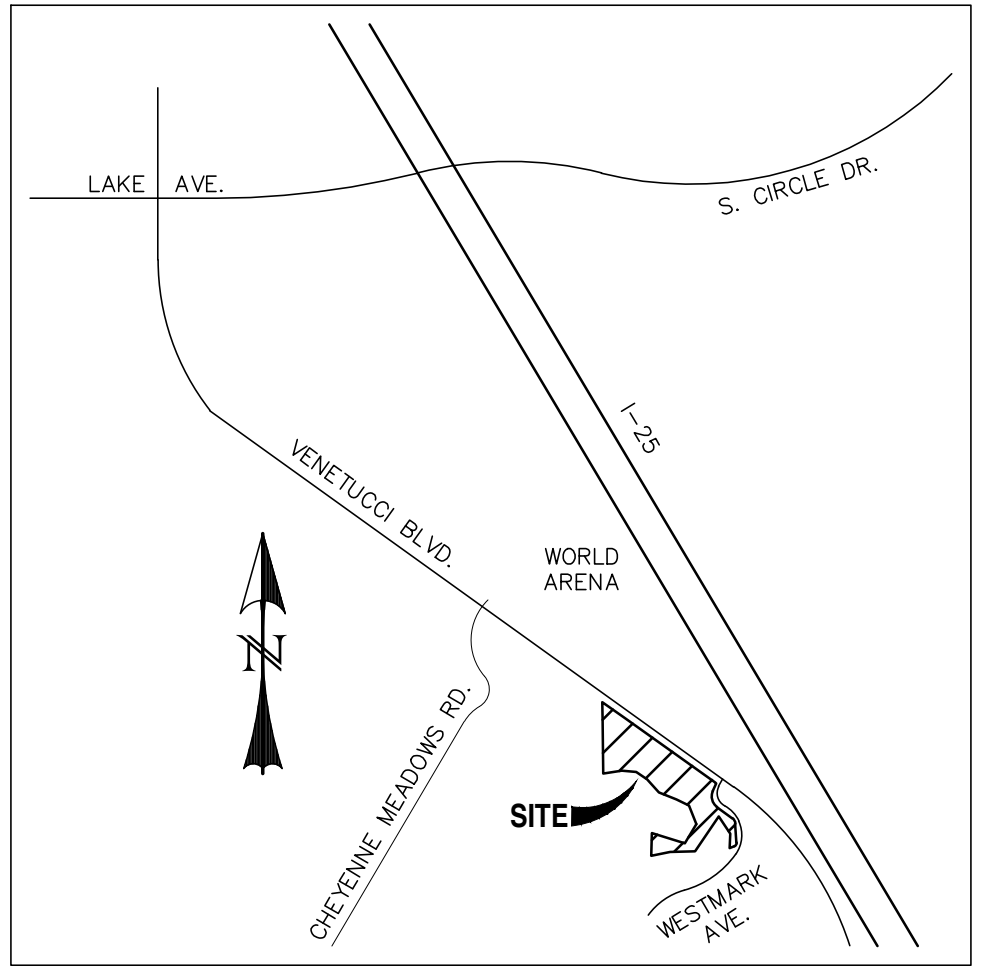 LAKE AVE.
S. CIRCLE DR.
I-25
VENETUCCI BLVD.
WORLD
ARENA
N
CHEYENNE MEADOWS RD.
SITE
WESTMARK
AVE.